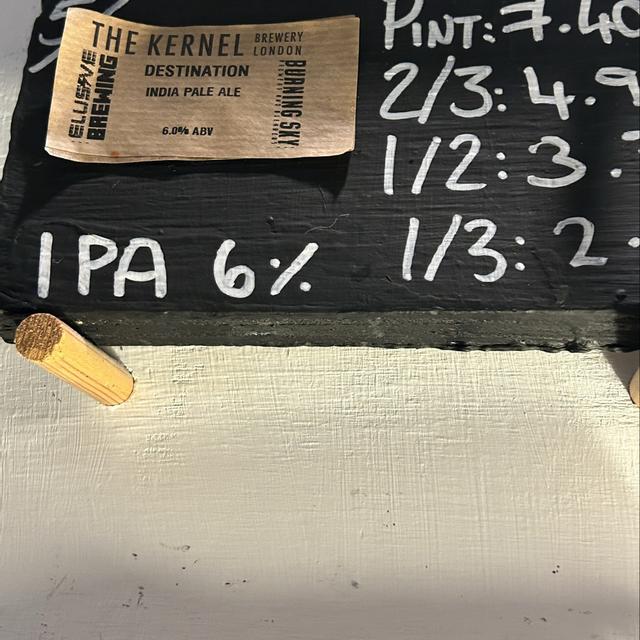 THE KERNEL BREWERY LONDON
DESTINATION
INDIA PALE ALE
6.0% ABV
ELUSIVE BREWING
BURNING SKY
PINT: 7.40
2/3: 4.9
1/2: 3.
1/3: 2.
IPA 6%